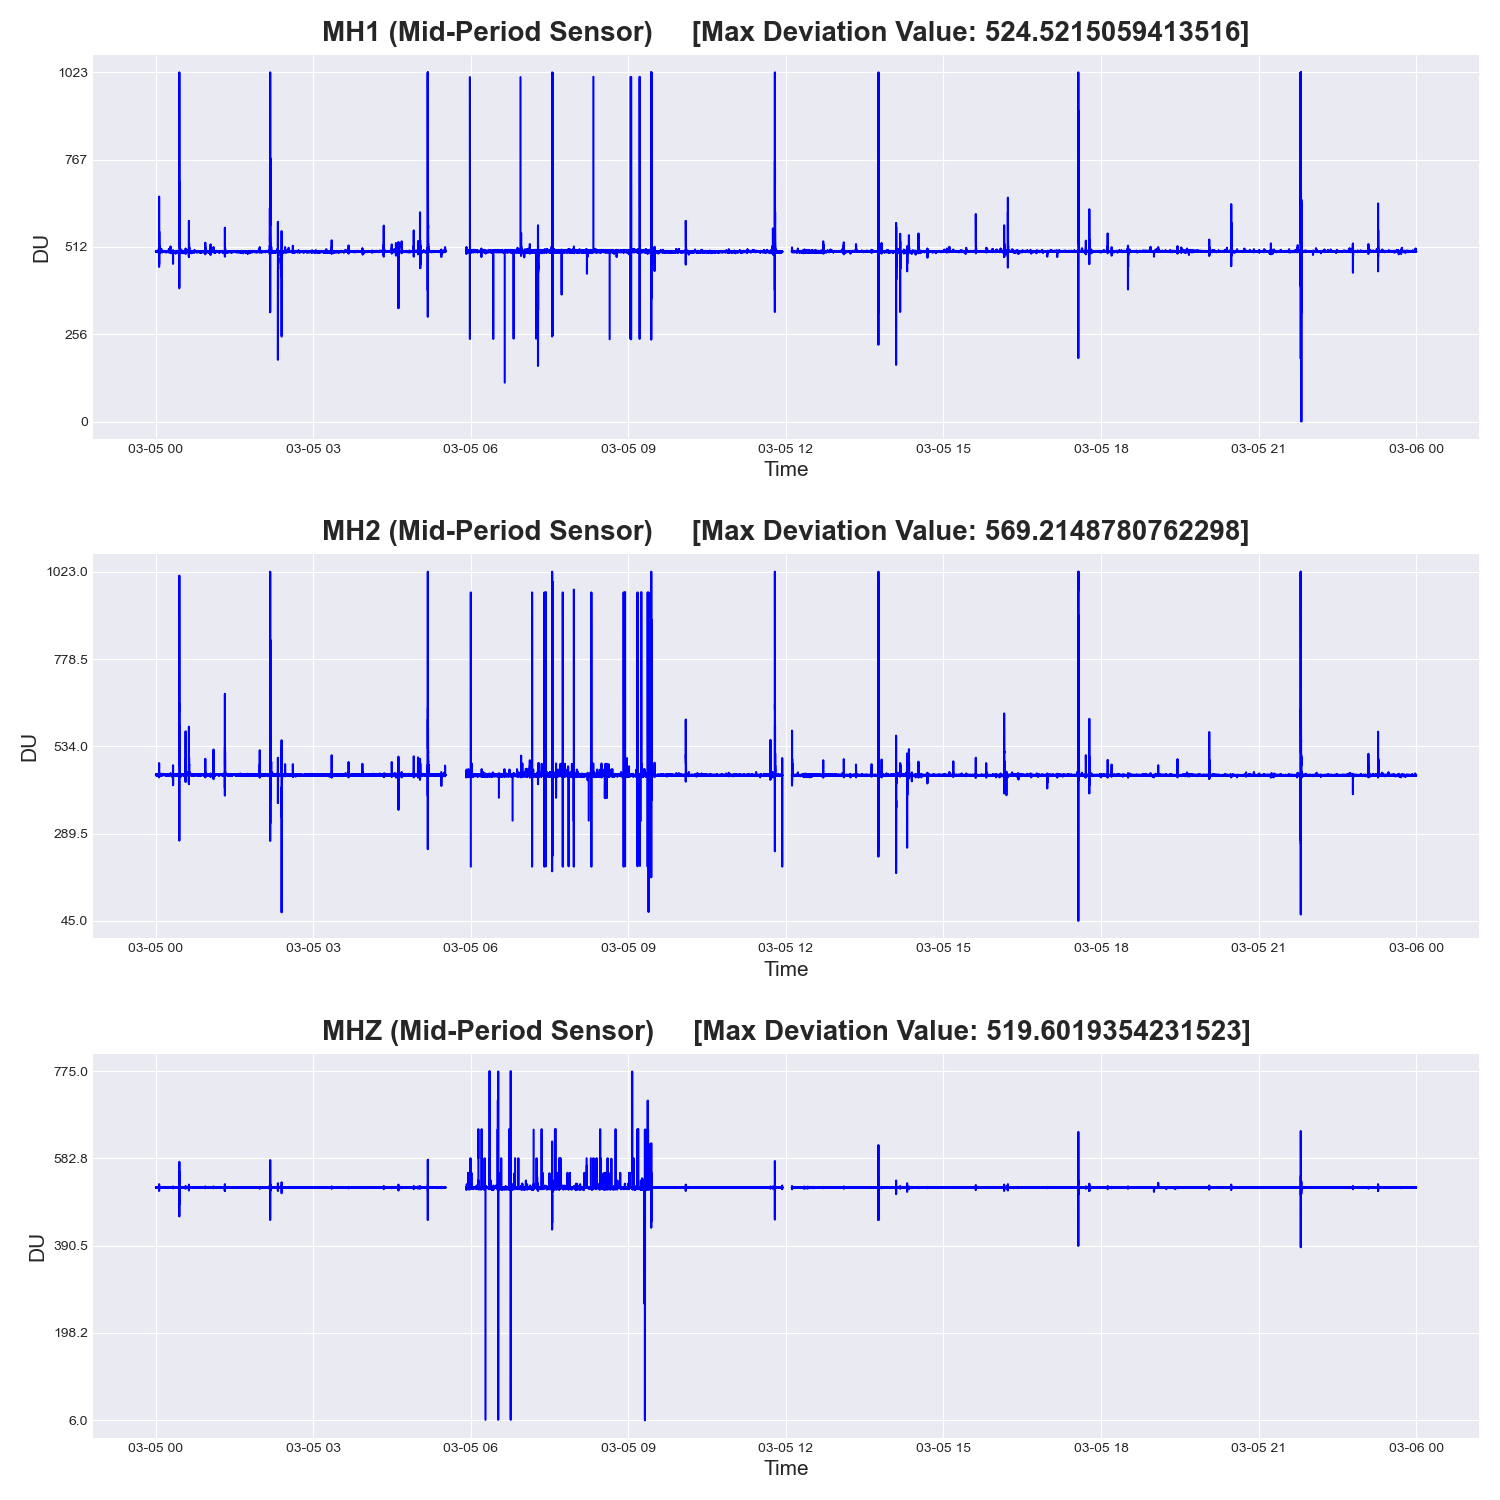 MH1 (Mid-Period Sensor) [Max Deviation Value: 524.5215059413516]
1023
767
512
256
0
DU
03-05 00 03-05 03 03-05 06 03-05 09 03-05 12 03-05 15 03-05 18 03-05 21 03-06 00
Time
MH2 (Mid-Period Sensor) [Max Deviation Value: 569.2148780762298]
1023.0
778.5
534.0
289.5
45.0
DU
03-05 00 03-05 03 03-05 06 03-05 09 03-05 12 03-05 15 03-05 18 03-05 21 03-06 00
Time
MHZ (Mid-Period Sensor) [Max Deviation Value: 519.6019354231523]
775.0
582.8
390.5
198.2
6.0
DU
03-05 00 03-05 03 03-05 06 03-05 09 03-05 12 03-05 15 03-05 18 03-05 21 03-06 00
Time